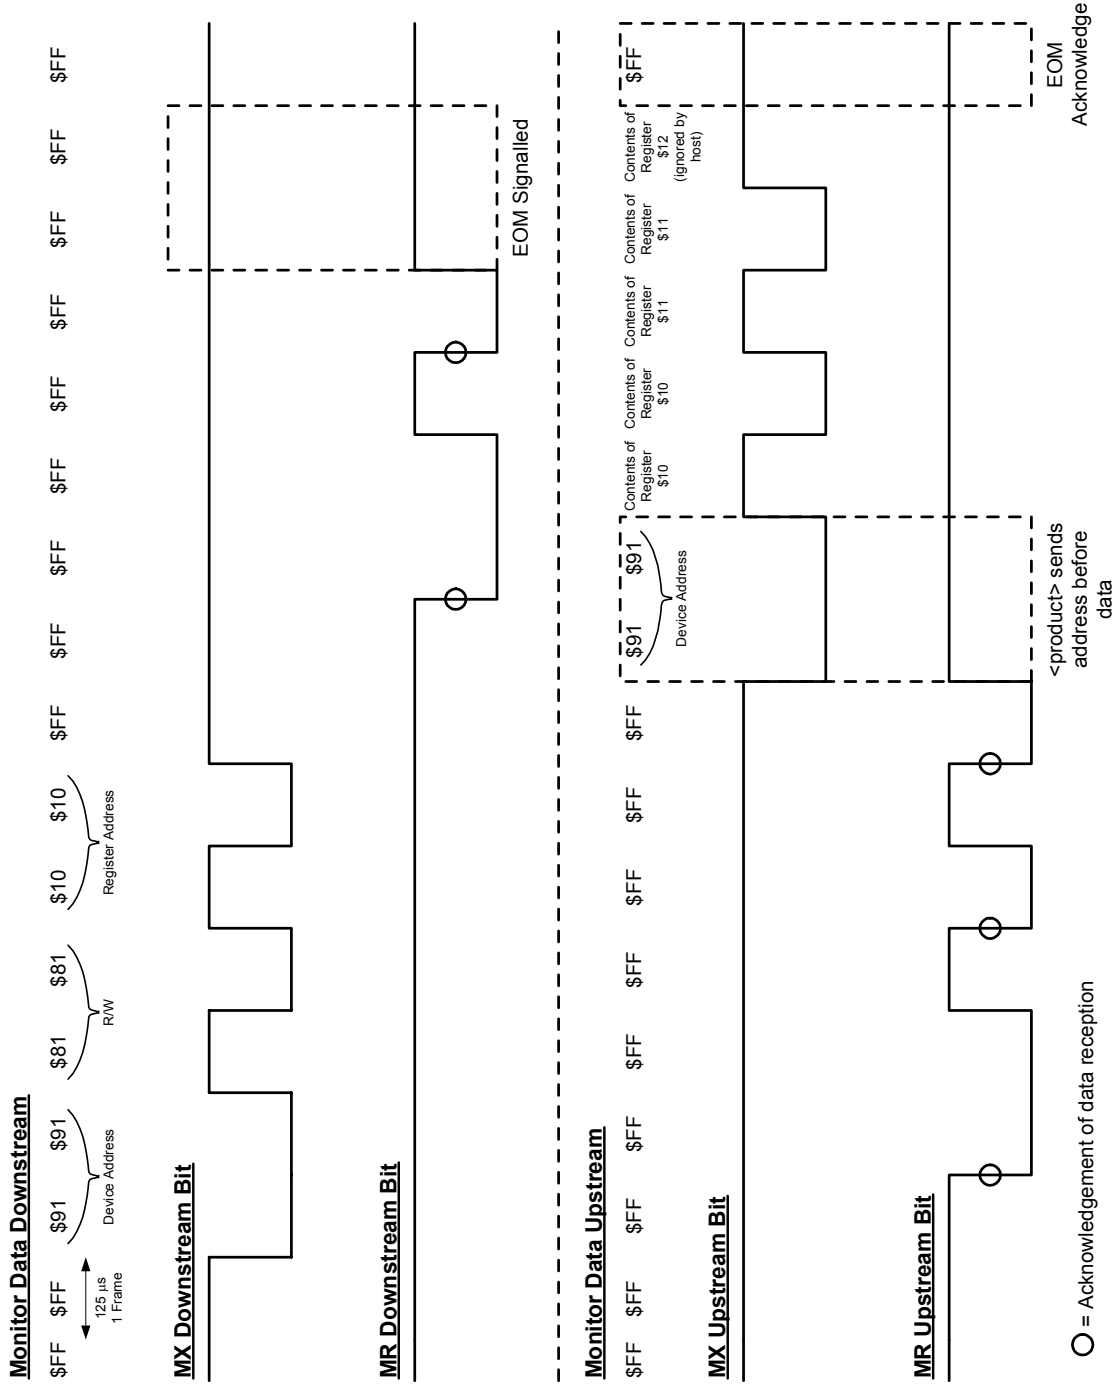 Monitor Data Downstream
$FF $FF $91 $91 $81 $81 $10 $10 $FF $FF $FF $FF $FF $FF $FF $FF $FF
125 µs
1 Frame
Device Address
R/W
Register Address
MX Downstream Bit
MR Downstream Bit
EOM Signalled
Monitor Data Upstream
$FF $FF $FF $FF $FF $FF $FF $FF $FF $91 $91
Device Address
Contents of
Register
$10
Contents of
Register
$10
Contents of
Register
$11
Contents of
Register
$11
Contents of
Register
$12
(ignored by
host)
$FF
MX Upstream Bit
MR Upstream Bit
<product> sends
address before
data
EOM
Acknowledge
= Acknowledgement of data reception